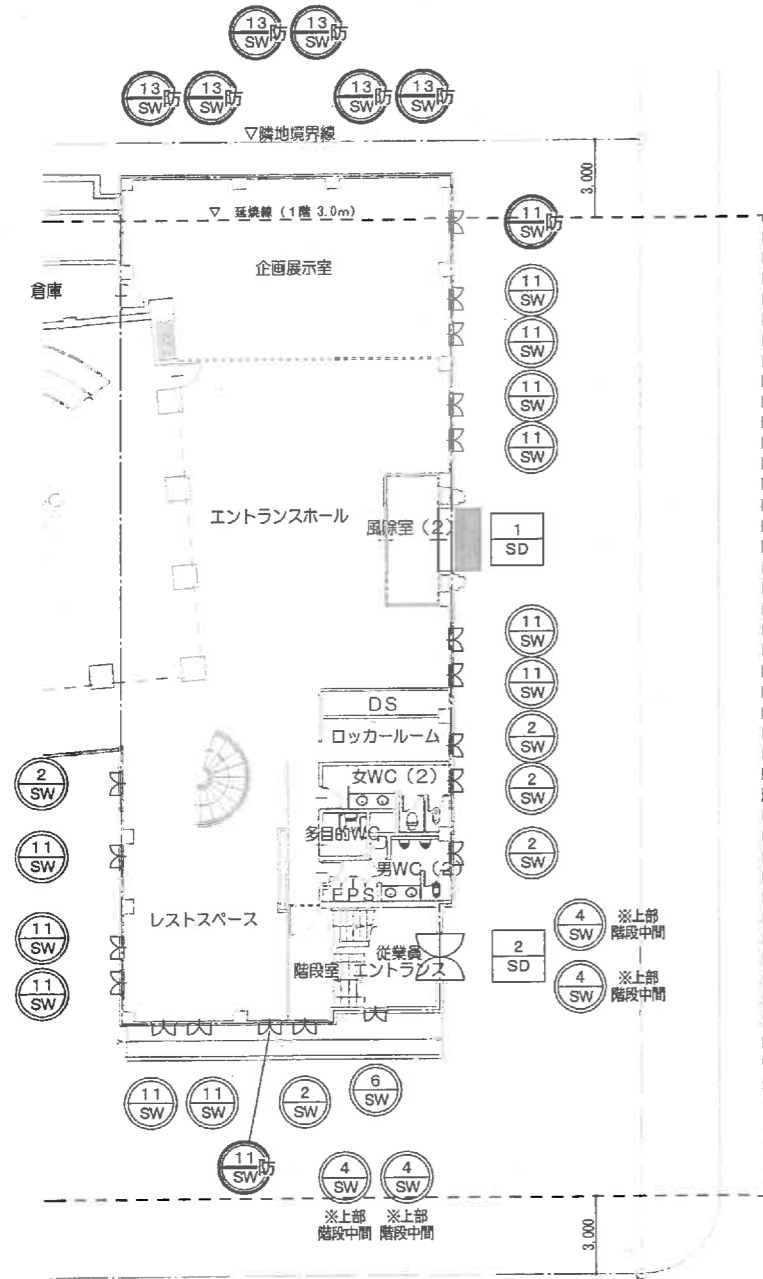 13
SW防
13
SW防
13
SW防
13
SW防
13
SW防
13
SW防
▽隣地境界線
3,000
▽ 延焼線(1階 3.0m)
11
SW防
企画展示室
倉庫
11
SW
11
SW
11
SW
11
SW
エントランスホール
風除室(2)
1
SD
11
SW
11
SW
DS
ロッカールーム
2
SW
女WC(2)
2
SW
2
SW
多目的WC
11
SW
男WC(2)
2
SW
EPS
レストスペース
4
SW
※上部
階段中間
11
SW
従業員
エントランス
階段室
2
SD
4
SW
※上部
階段中間
11
SW
11
SW
11
SW
2
SW
6
SW
11
SW防
4
SW
4
SW
※上部
階段中間
※上部
階段中間
3,000